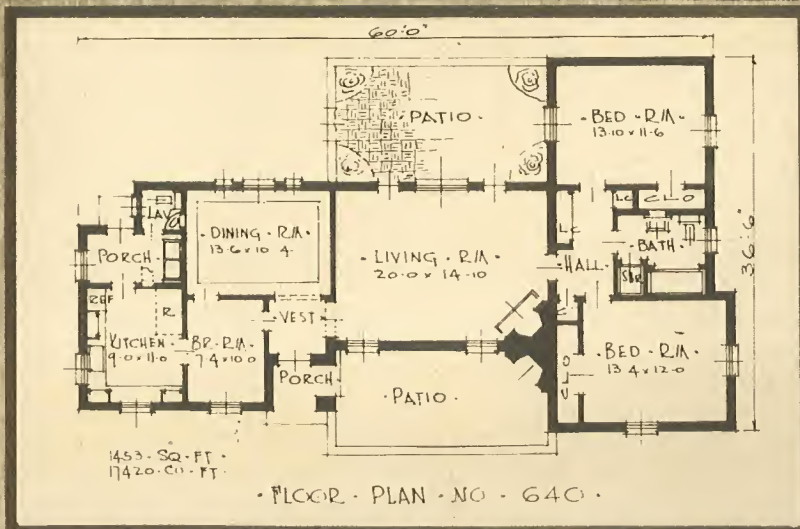 60'-0"
36'-6"
· PATIO ·
· BED · RM ·
13-10 x 11-6
LAV
· DINING · RM ·
13-6 x 10 4
L C
C L O
L C
· BATH ·
PORCH
· LIVING · RM ·
20-0 x 14-10
· HALL ·
SHR
REF
R
· VEST ·
KITCHEN ·
9-0 x 11-0
BR · RM ·
7-4 x 10 0
PORCH
· PATIO ·
C
C L O
· BED · RM
13 4 x 12-0
1453 · SQ · FT ·
17420 · CU · FT ·
· FLOOR · PLAN · NO · 640 ·